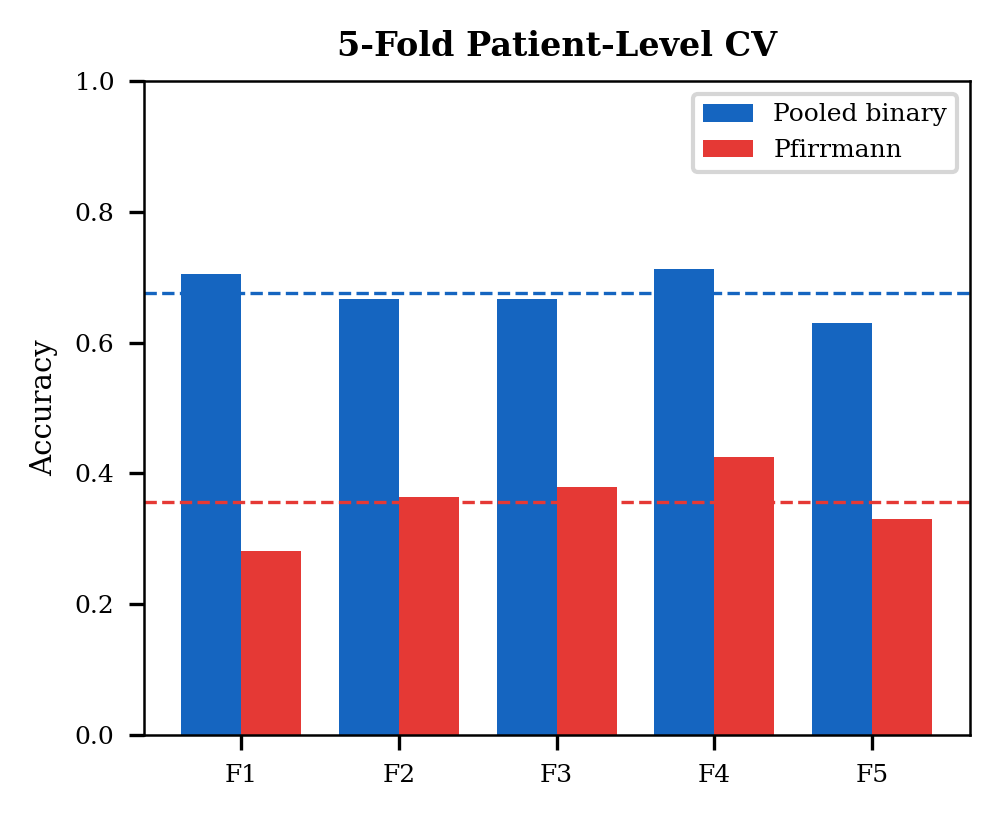 5-Fold Patient-Level CV
1.0
0.8
0.6
0.4
0.2
0.0
Accuracy
Pooled binary
Pfirrmann
F1 F2 F3 F4 F5